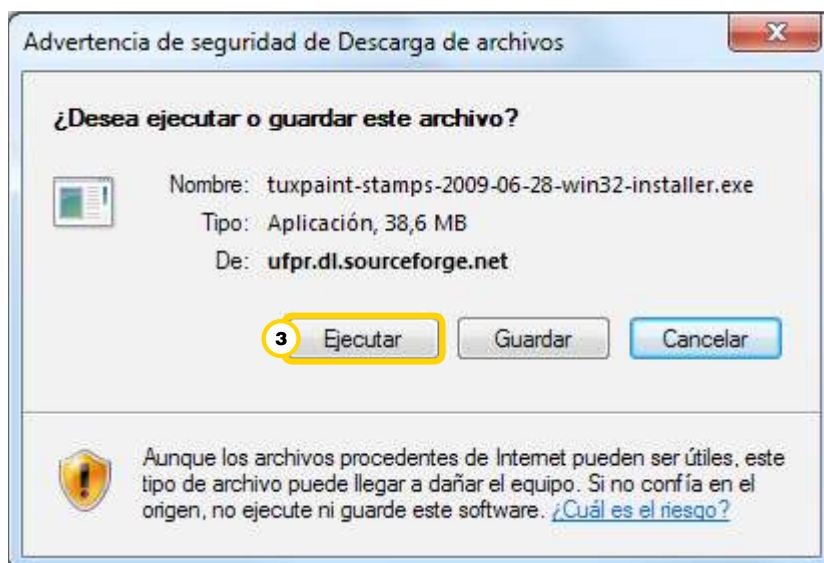 Advertencia de seguridad de Descarga de archivos
¿Desea ejecutar o guardar este archivo?
Nombre: tuxpaint-stamps-2009-06-28-win32-installer.exe
Tipo: Aplicación, 38,6 MB
De: ufpr.dl.sourceforge.net
3 Ejecutar Guardar Cancelar
Aunque los archivos procedentes de Internet pueden ser útiles, este
tipo de archivo puede llegar a dañar el equipo. Si no confía en el
origen, no ejecute ni guarde este software. ¿Cuál es el riesgo?